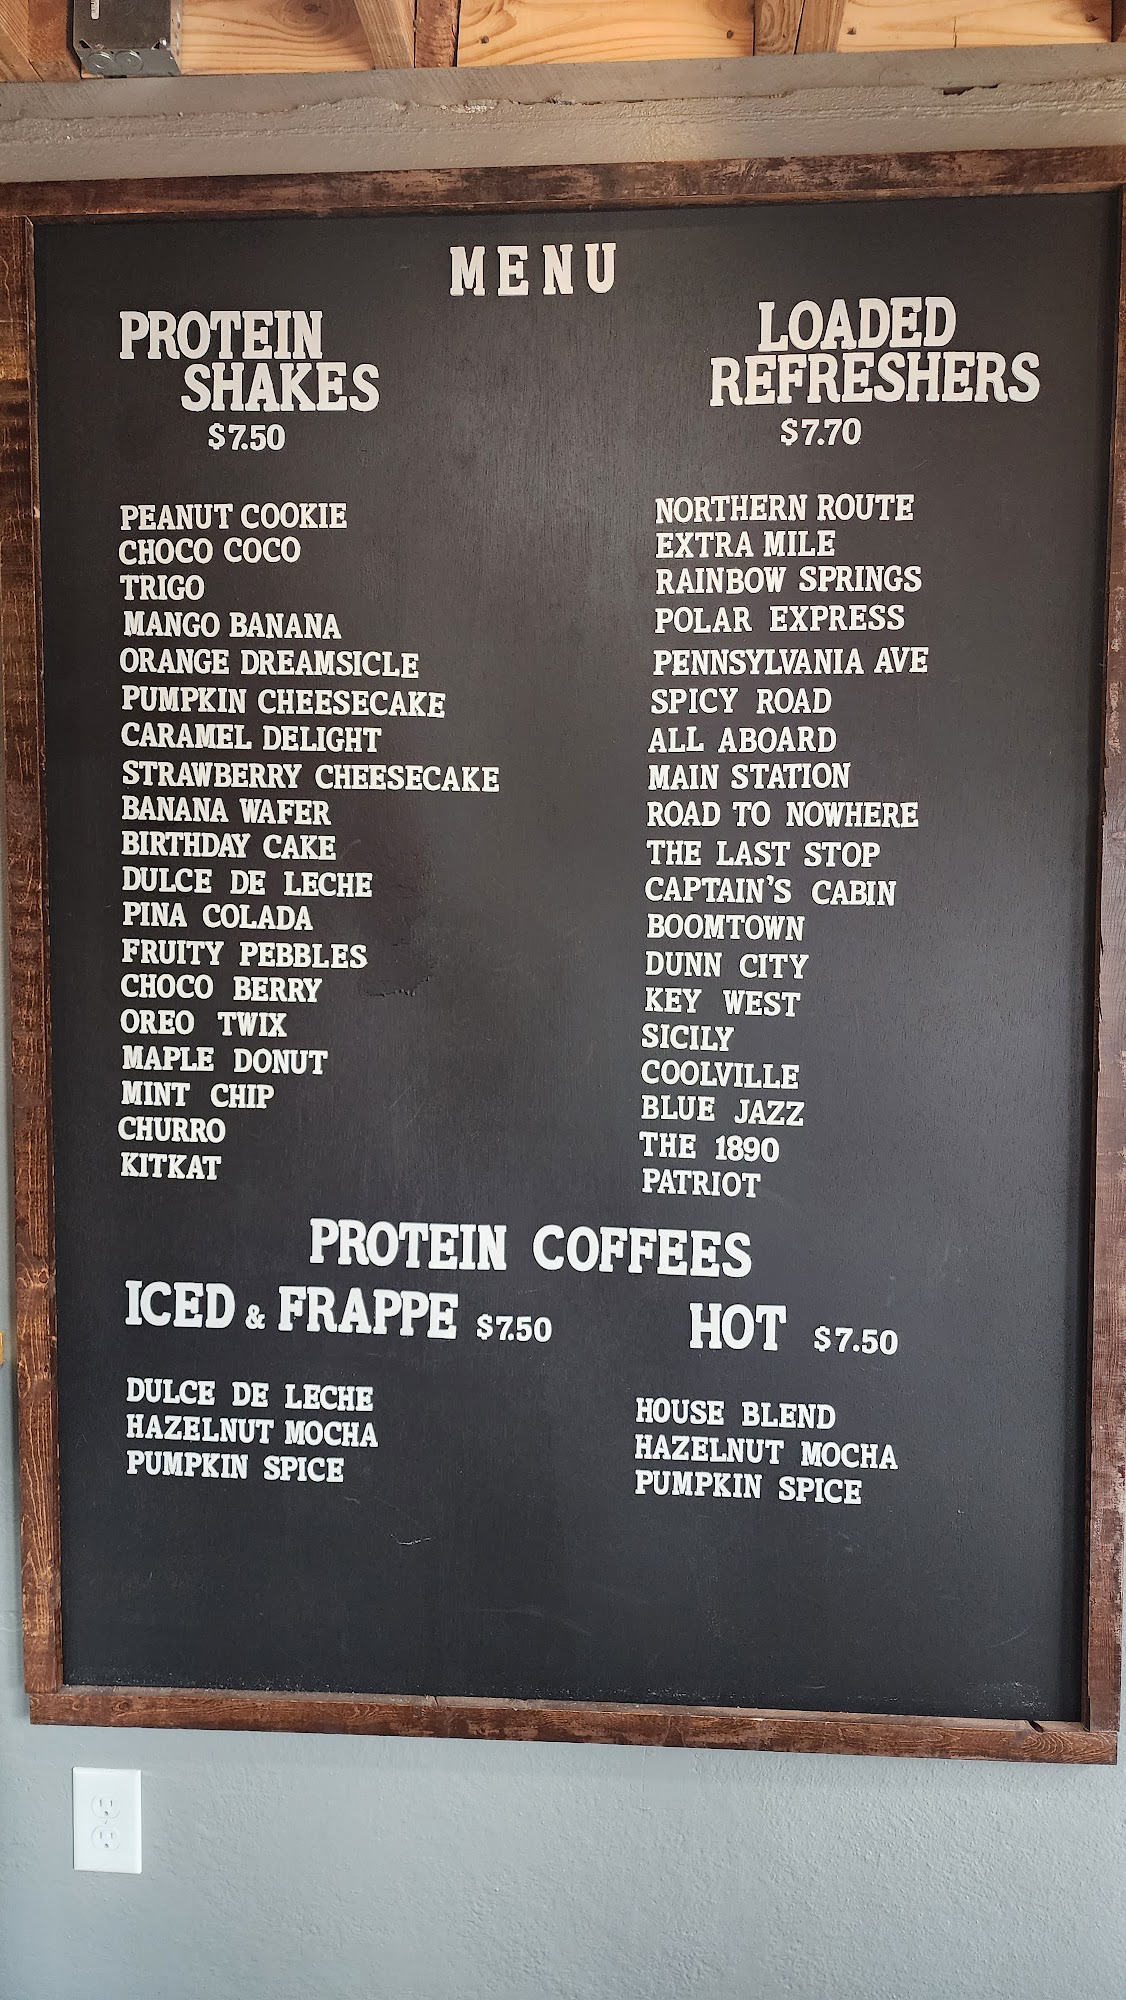 MENU
PROTEIN
SHAKES
$7.50
PEANUT COOKIE
CHOCO COCO
TRIGO
MANGO BANANA
ORANGE DREAMSICLE
PUMPKIN CHEESECAKE
CARAMEL DELIGHT
STRAWBERRY CHEESECAKE
BANANA WAFER
BIRTHDAY CAKE
DULCE DE LECHE
PINA COLADA
FRUITY PEBBLES
CHOCO BERRY
OREO TWIX
MAPLE DONUT
MINT CHIP
CHURRO
KITKAT
LOADED
REFRESHERS
$7.70
NORTHERN ROUTE
EXTRA MILE
RAINBOW SPRINGS
POLAR EXPRESS
PENNSYLVANIA AVE
SPICY ROAD
ALL ABOARD
MAIN STATION
ROAD TO NOWHERE
THE LAST STOP
CAPTAIN'S CABIN
BOOMTOWN
DUNN CITY
KEY WEST
SICILY
COOLVILLE
BLUE JAZZ
THE 1890
PATRIOT
PROTEIN COFFEES
ICED & FRAPPE $7.50
DULCE DE LECHE
HAZELNUT MOCHA
PUMPKIN SPICE
HOT $7.50
HOUSE BLEND
HAZELNUT MOCHA
PUMPKIN SPICE